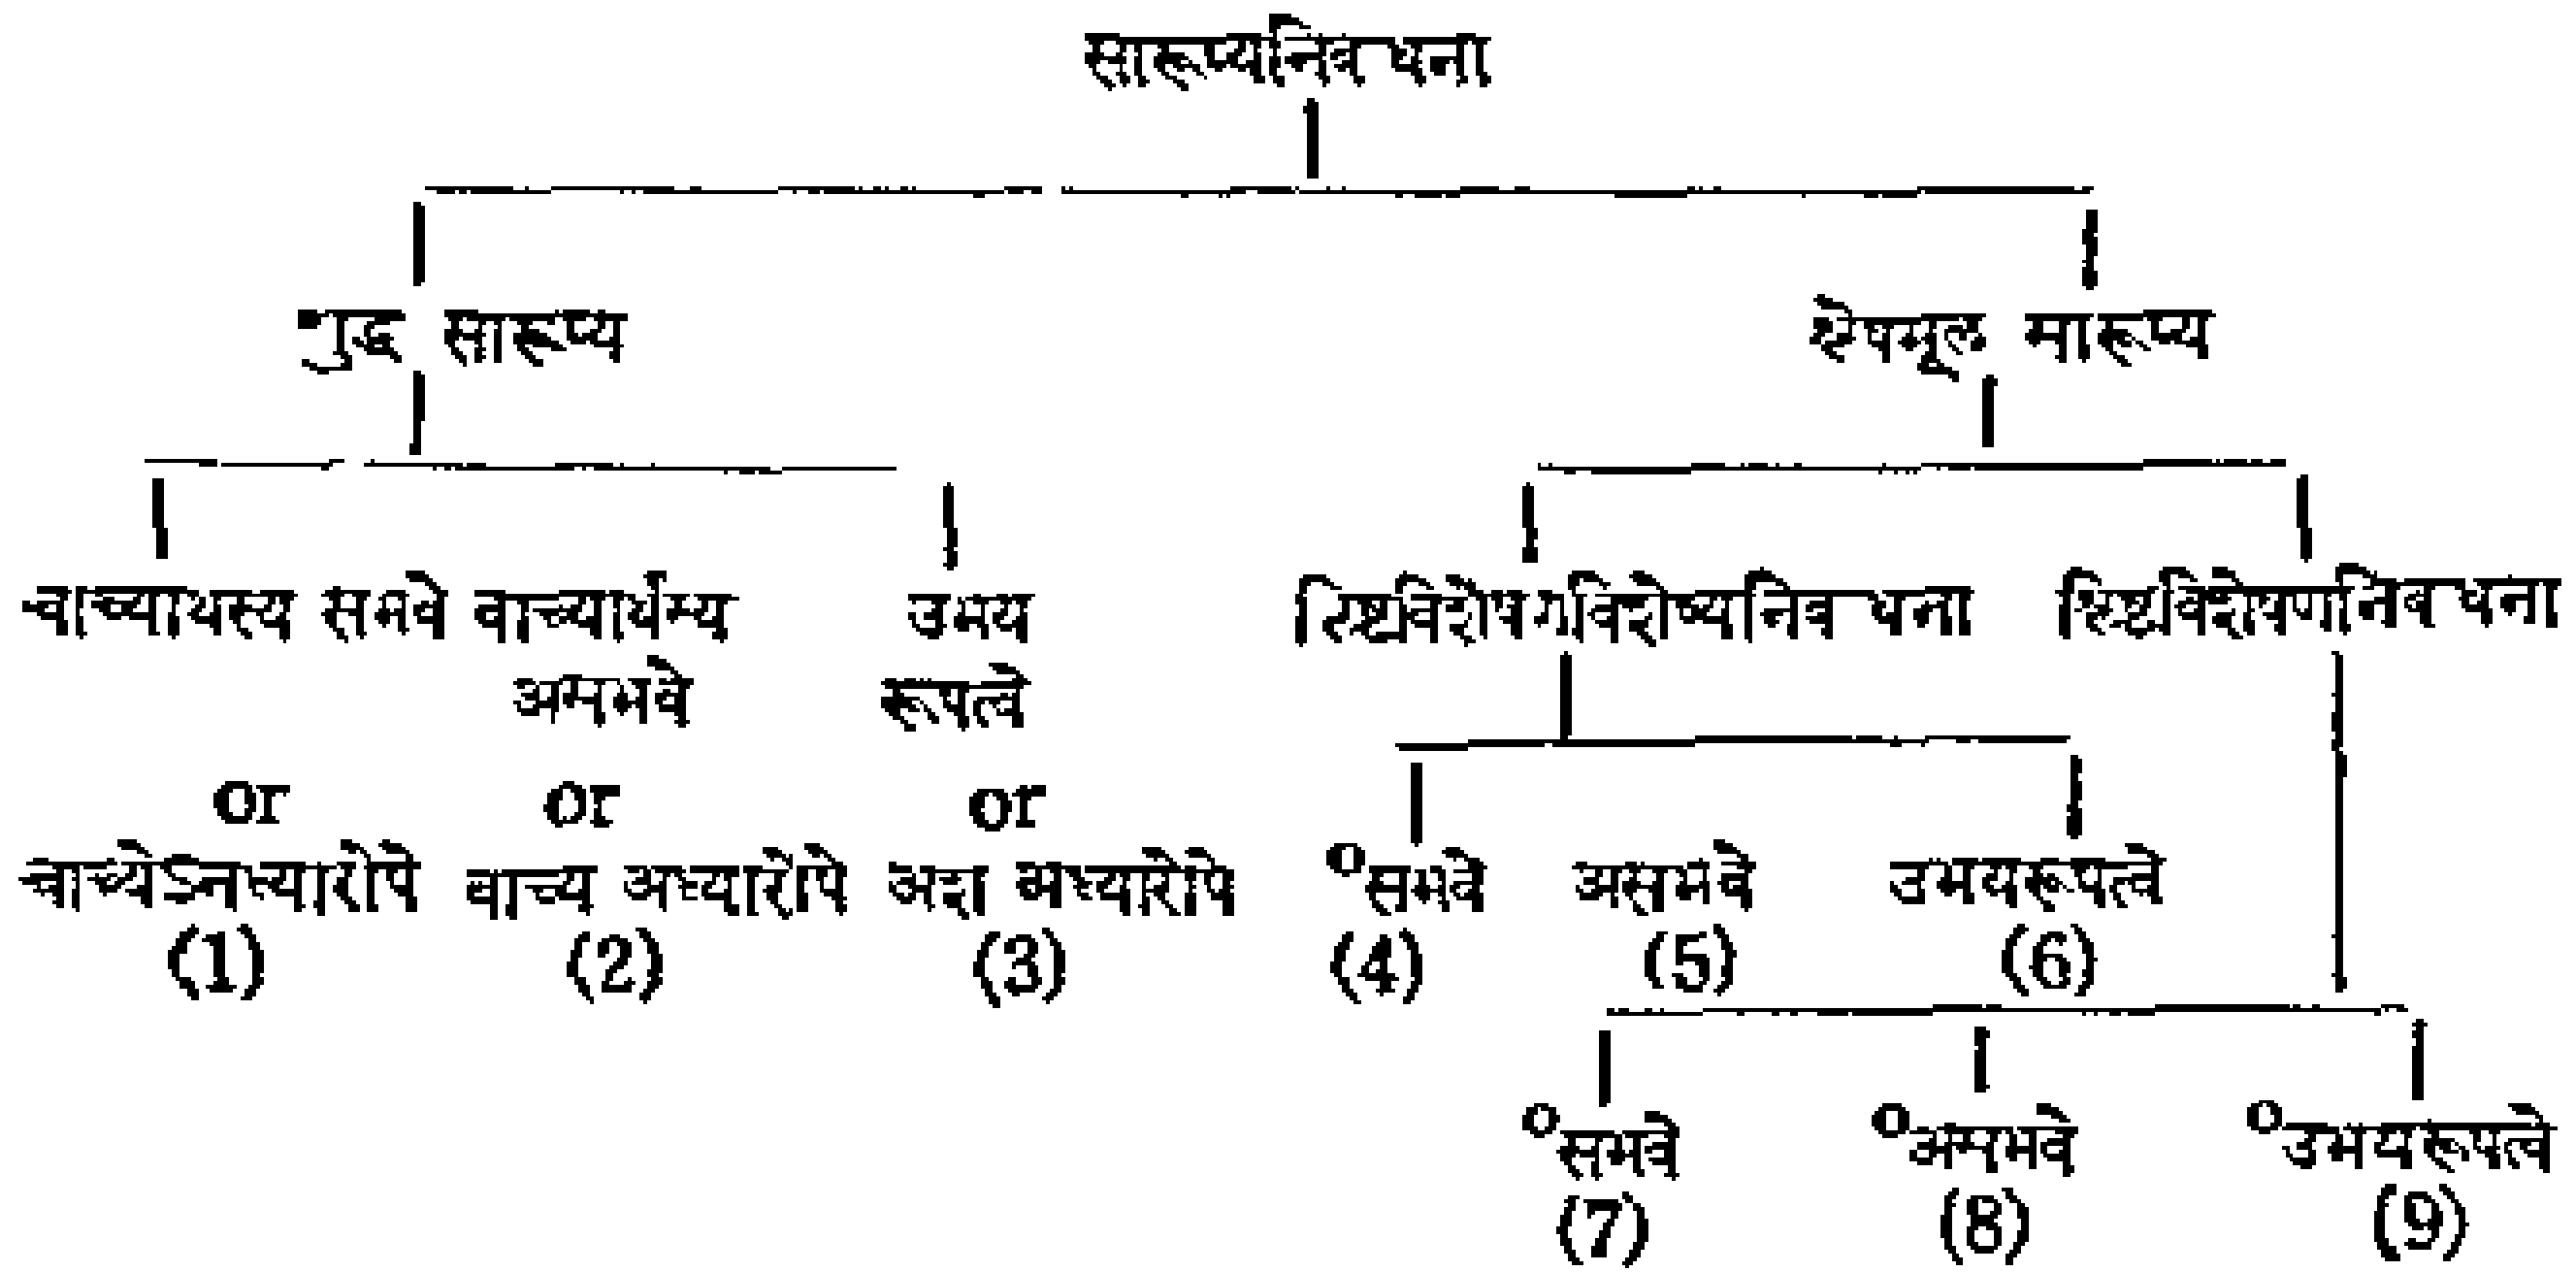 सारूप्यनिबन्धना
शुद्ध सारूप्य श्लेषमूल सारूप्य
वाच्यार्थस्य संभवे वाच्यार्थस्य उभय श्लिष्टविशेषणविशेष्यनिबन्धना श्लिष्टविशेषणनिबन्धना
असंभवे रूपत्वे
or or or
वाच्येऽनध्यारोपे वाच्य अध्यारोपे अंश अध्यारोपे °संभवे असंभवे उभयरूपत्वे
(1) (2) (3) (4) (5) (6)
°संभवे °असंभवे °उभयरूपत्वे
(7) (8) (9)